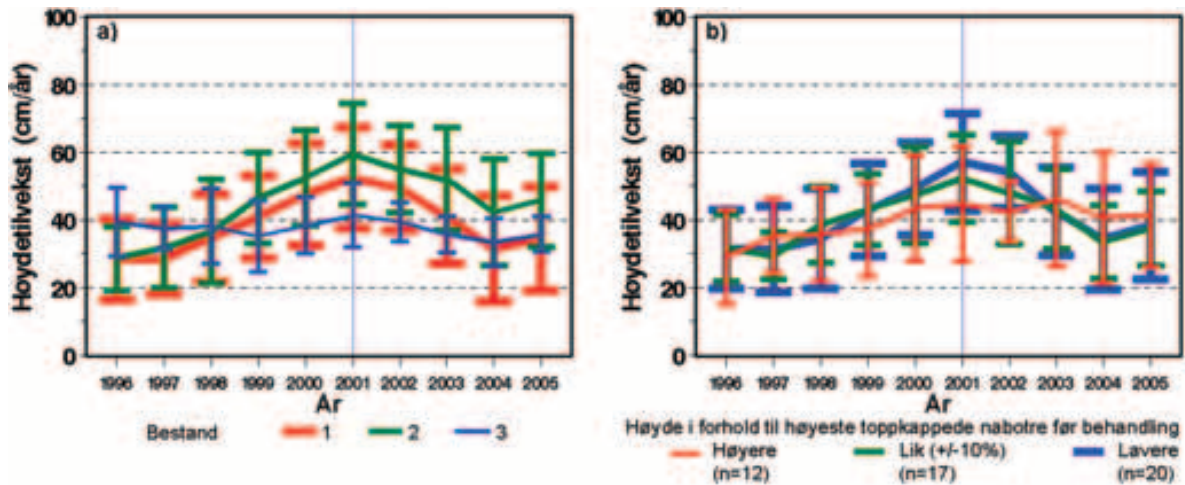 a)
Høydetilvekst (cm/år)
100
80
60
40
20
0
1996 1997 1998 1999 2000 2001 2002 2003 2004 2005
År
Bestand 1 2 3
b)
Høydetilvekst (cm/år)
100
80
60
40
20
0
1996 1997 1998 1999 2000 2001 2002 2003 2004 2005
År
Høyde i forhold til høyeste toppkappede nabotre før behandling
Høyere Lik (+/-10%) Lavere
(n=12) (n=17) (n=20)